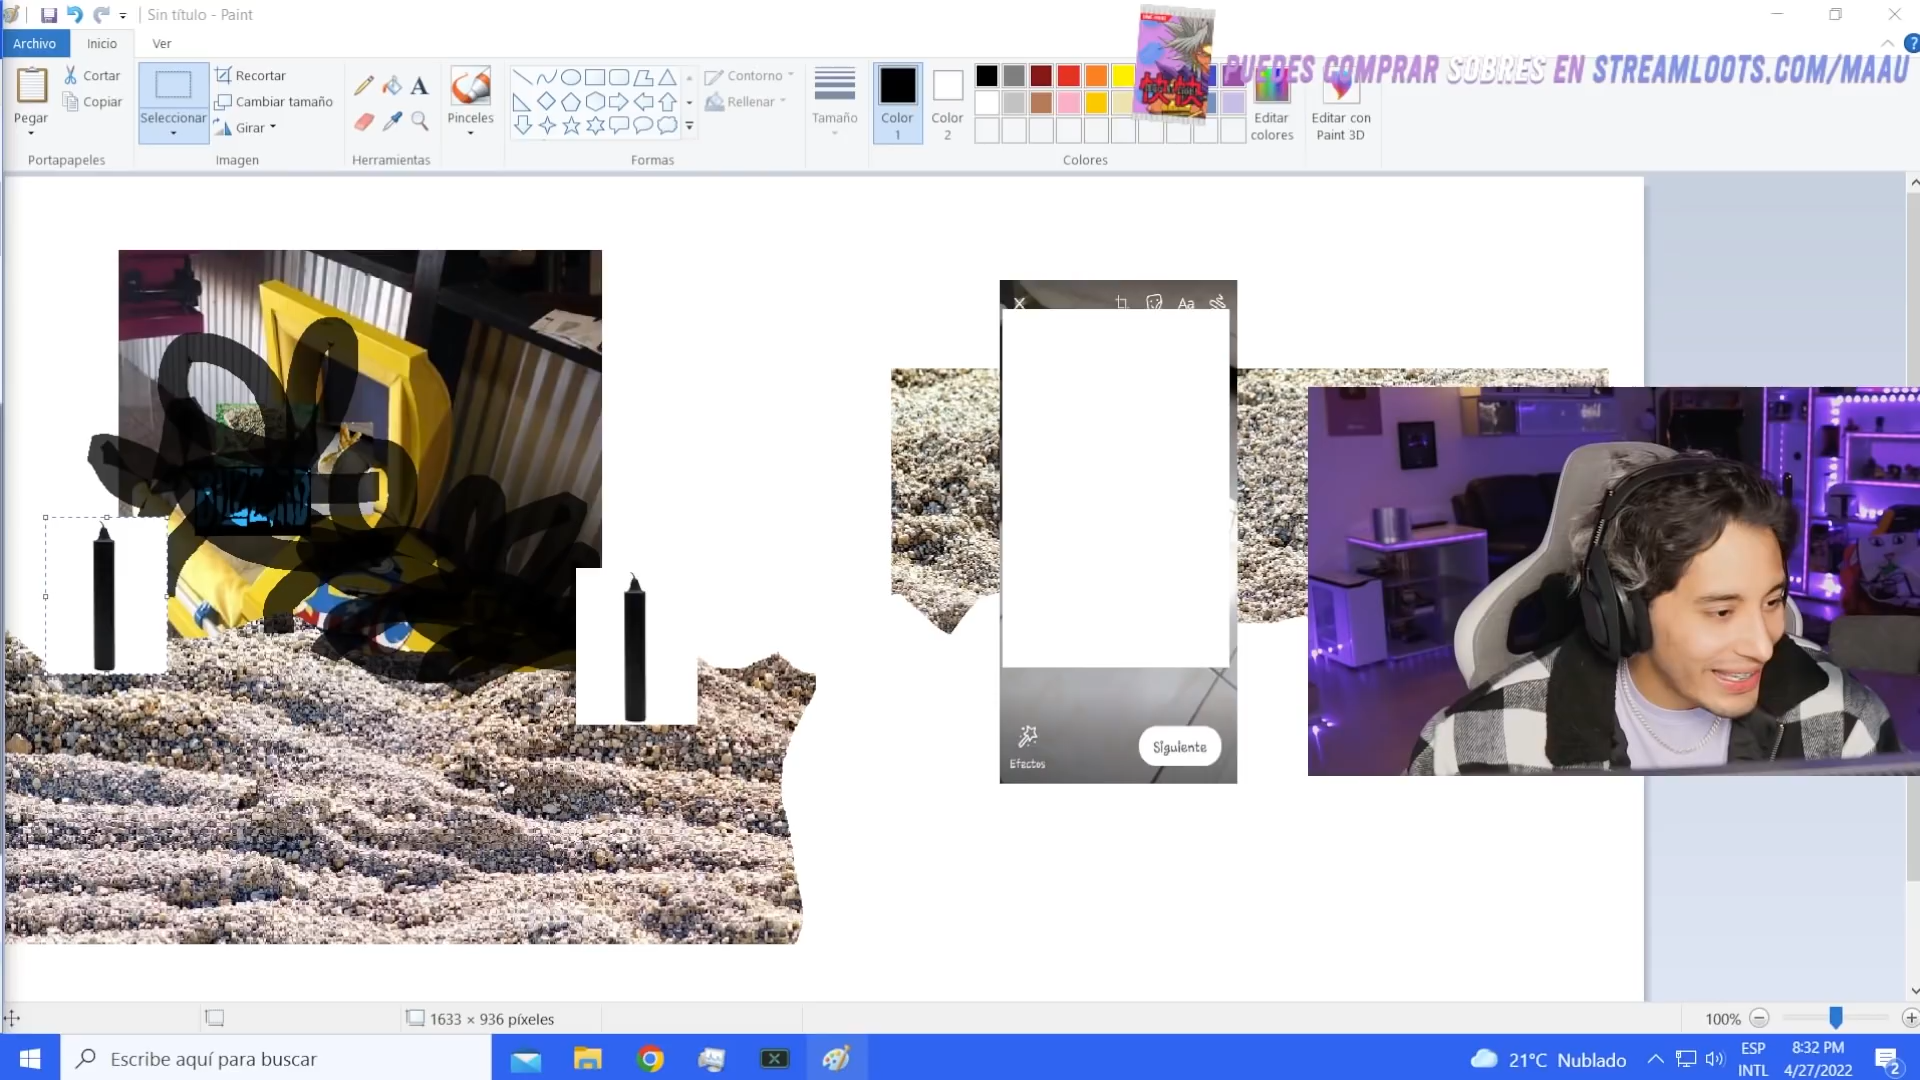 Sin título - Paint
Archivo
Inicio
Ver
PUEDES COMPRAR SOBRES EN STREAMLOOTS.COM/MAAU
Pegar
Cortar
Copiar
Portapapeles
Seleccionar
Recortar
Cambiar tamaño
Girar
Imagen
A
Herramientas
Pinceles
Contorno
Rellenar
Formas
Tamaño
Color
1
Color
2
Colores
Editar
colores
Editar con
Paint 3D
Aa
Efectos
Siguiente
1633 × 936 píxeles
100%
Escribe aquí para buscar
21°C Nublado
ESP
INTL
8:32 PM
4/27/2022
2